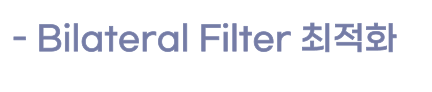 - Bilateral Filter 최적화